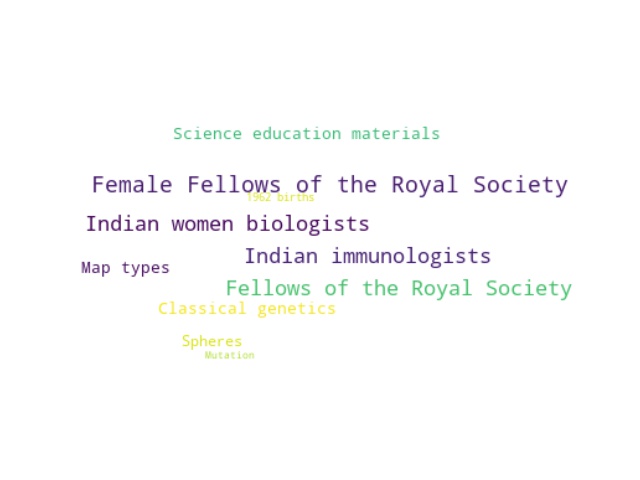 Science education materials
Female Fellows of the Royal Society
1962 births
Indian women biologists
Indian immunologists
Map types
Fellows of the Royal Society
Classical genetics
Spheres
Mutation